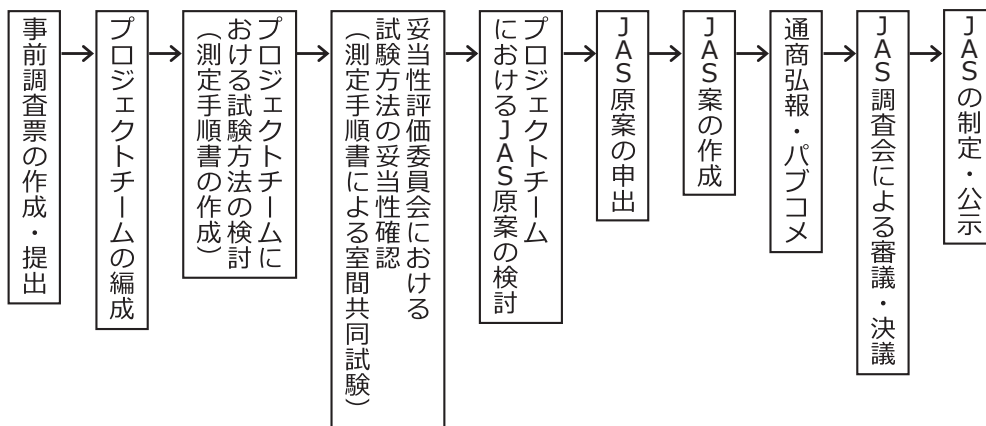 事前調査票の作成・提出
プロジェクトチームの編成
プロジェクトチームに
おける試験方法の検討
（測定手順書の作成）
妥当性評価委員会における
試験方法の妥当性確認
（測定手順書による室間共同試験）
プロジェクトチーム
におけるJAS原案の検討
JAS原案の申出
JAS案の作成
通商弘報・パブコメ
JAS調査会による審議・決議
JASの制定・公示